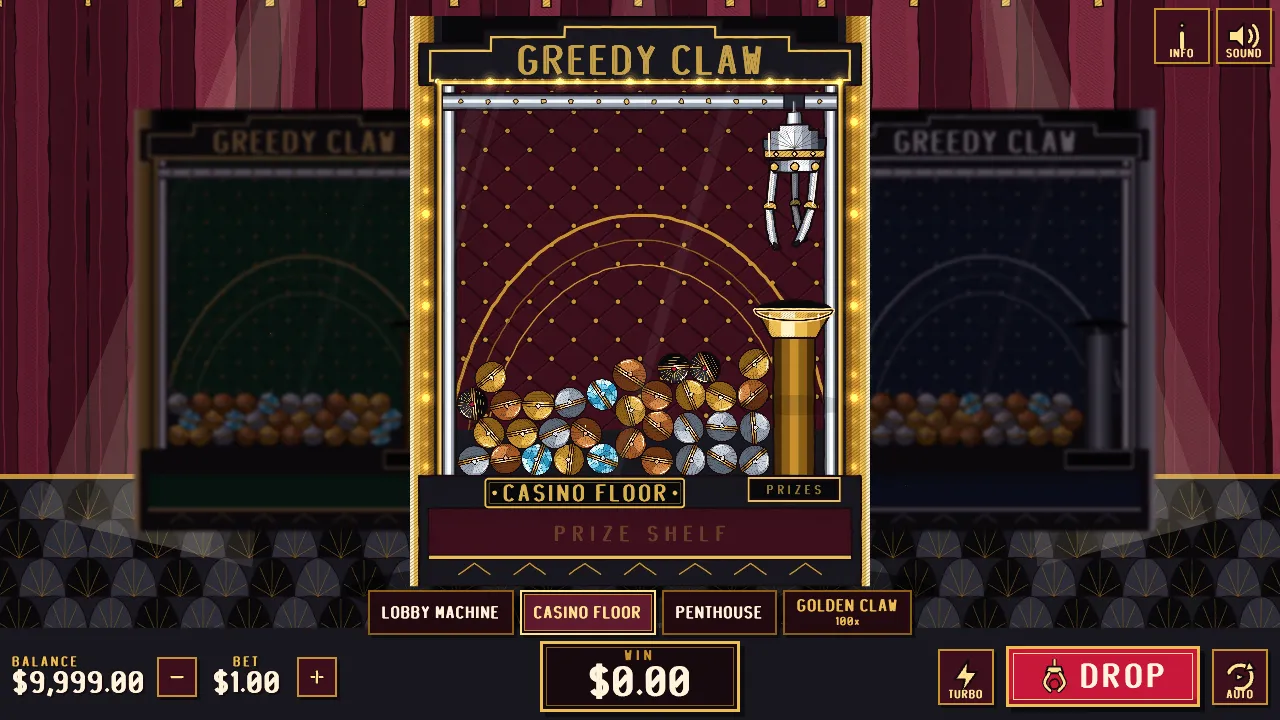 GREEDY CLAW
INFO
SOUND
GREEDY CLAW
GREEDY CLAW
CASINO FLOOR
PRIZES
PRIZE SHELF
LOBBY MACHINE
CASINO FLOOR
PENTHOUSE
GOLDEN CLAW
100x
BALANCE
$9,999.00
−
BET
$1.00
+
WIN
$0.00
TURBO
DROP
AUTO